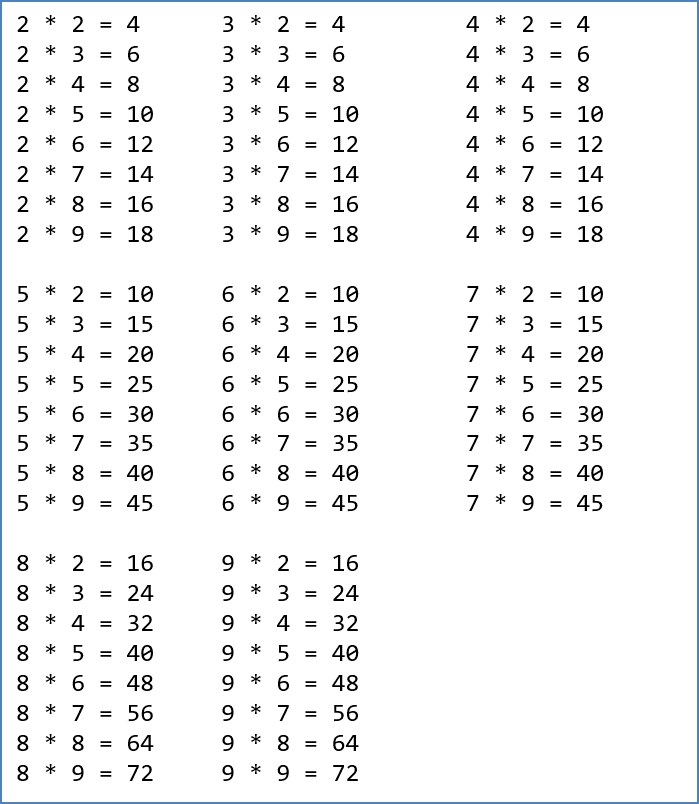 2 * 2 = 4 3 * 2 = 4 4 * 2 = 4
2 * 3 = 6 3 * 3 = 6 4 * 3 = 6
2 * 4 = 8 3 * 4 = 8 4 * 4 = 8
2 * 5 = 10 3 * 5 = 10 4 * 5 = 10
2 * 6 = 12 3 * 6 = 12 4 * 6 = 12
2 * 7 = 14 3 * 7 = 14 4 * 7 = 14
2 * 8 = 16 3 * 8 = 16 4 * 8 = 16
2 * 9 = 18 3 * 9 = 18 4 * 9 = 18
5 * 2 = 10 6 * 2 = 10 7 * 2 = 10
5 * 3 = 15 6 * 3 = 15 7 * 3 = 15
5 * 4 = 20 6 * 4 = 20 7 * 4 = 20
5 * 5 = 25 6 * 5 = 25 7 * 5 = 25
5 * 6 = 30 6 * 6 = 30 7 * 6 = 30
5 * 7 = 35 6 * 7 = 35 7 * 7 = 35
5 * 8 = 40 6 * 8 = 40 7 * 8 = 40
5 * 9 = 45 6 * 9 = 45 7 * 9 = 45
8 * 2 = 16 9 * 2 = 16
8 * 3 = 24 9 * 3 = 24
8 * 4 = 32 9 * 4 = 32
8 * 5 = 40 9 * 5 = 40
8 * 6 = 48 9 * 6 = 48
8 * 7 = 56 9 * 7 = 56
8 * 8 = 64 9 * 8 = 64
8 * 9 = 72 9 * 9 = 72